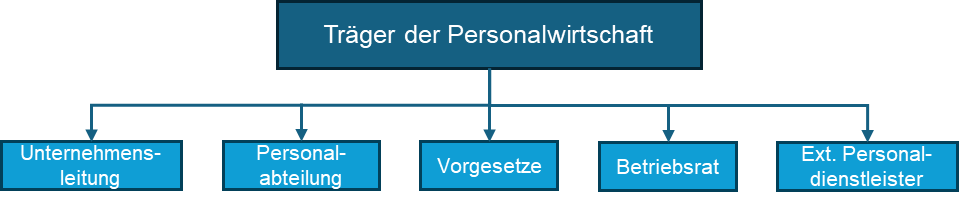 Träger der Personalwirtschaft
Unternehmens-
leitung
Personal-
abteilung
Vorgesetze
Betriebsrat
Ext. Personal-
dienstleister